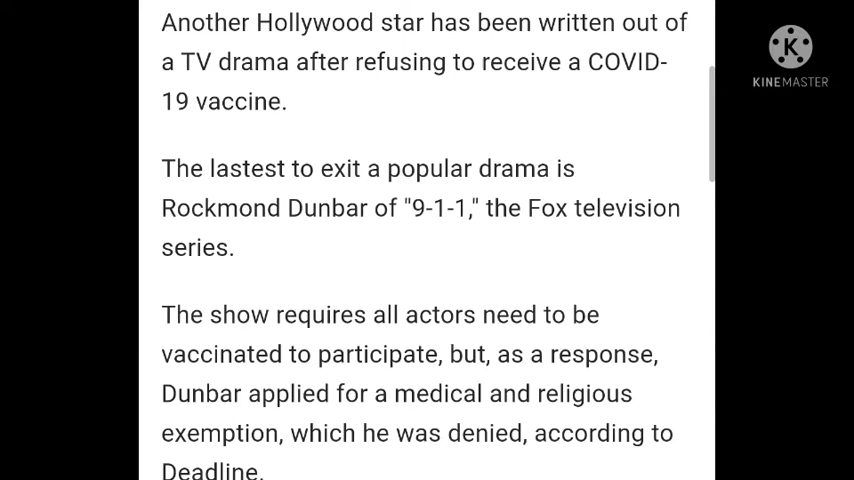 Another Hollywood star has been written out of
a TV drama after refusing to receive a COVID-
19 vaccine.
The lastest to exit a popular drama is
Rockmond Dunbar of "9-1-1," the Fox television
series.
The show requires all actors need to be
vaccinated to participate, but, as a response,
Dunbar applied for a medical and religious
exemption, which he was denied, according to
Deadline.
K
KINEMASTER